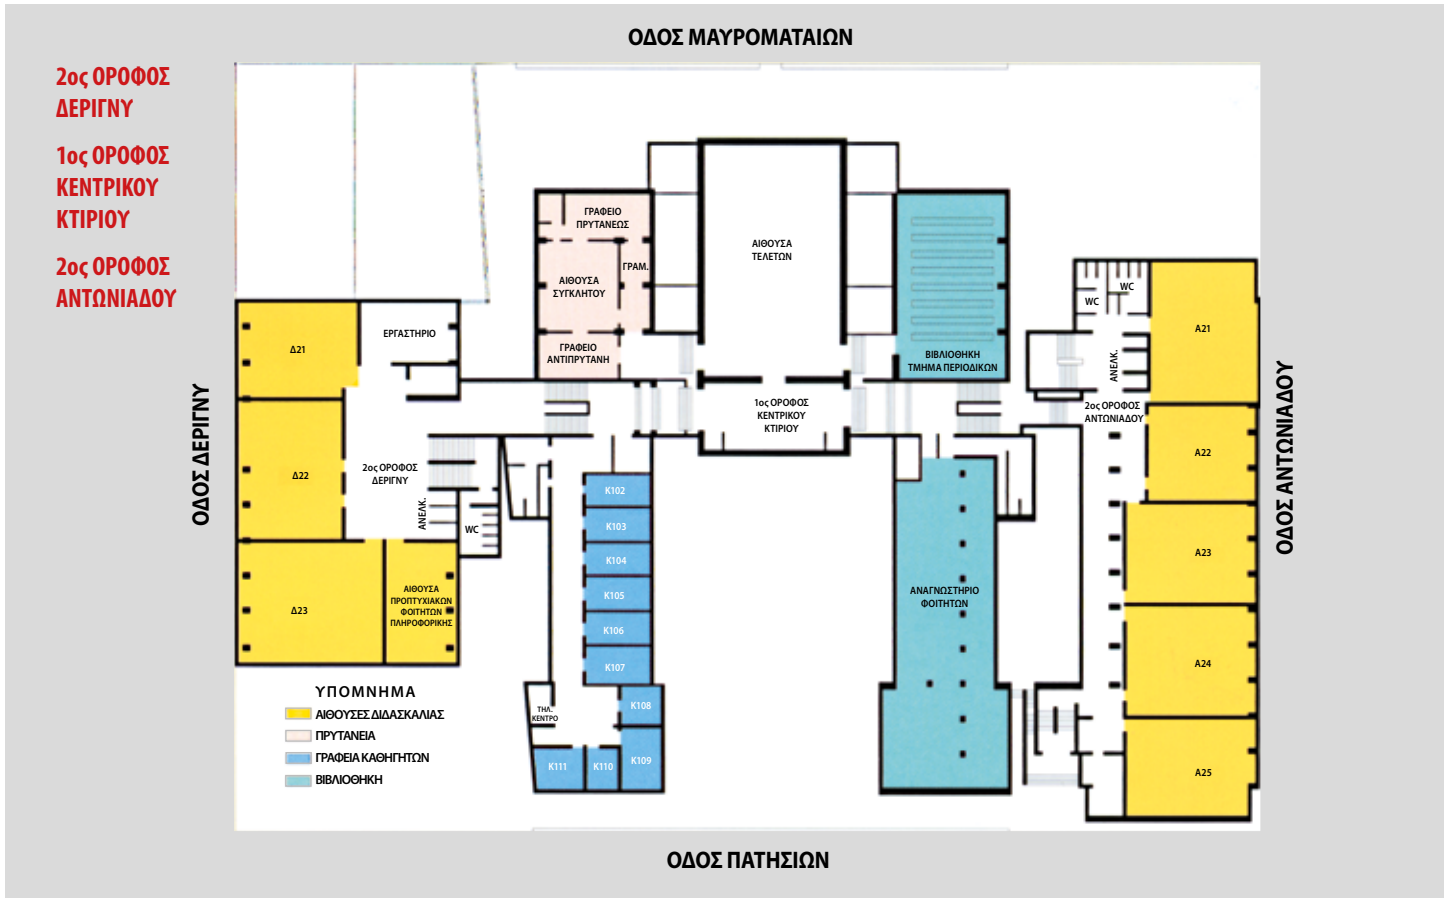 ΟΔΟΣ ΜΑΥΡΟΜΑΤΑΙΩΝ
2ος ΟΡΟΦΟΣ
ΔΕΡΙΓΝΥ
1ος ΟΡΟΦΟΣ
ΚΕΝΤΡΙΚΟΥ
ΚΤΙΡΙΟΥ
2ος ΟΡΟΦΟΣ
ΑΝΤΩΝΙΑΔΟΥ
ΓΡΑΦΕΙΟ
ΠΡΥΤΑΝΕΩΣ
ΓΡΑΜ.
ΑΙΘΟΥΣΑ
ΣΥΓΚΛΗΤΟΥ
ΓΡΑΦΕΙΟ
ΑΝΤΙΠΡΥΤΑΝΗ
ΑΙΘΟΥΣΑ
ΤΕΛΕΤΩΝ
ΒΙΒΛΙΟΘΗΚΗ
ΤΜΗΜΑ ΠΕΡΙΟΔΙΚΩΝ
1ος ΟΡΟΦΟΣ
ΚΕΝΤΡΙΚΟΥ
ΚΤΙΡΙΟΥ
WC
WC
ΑΝΕΛΚ.
2ος ΟΡΟΦΟΣ
ΑΝΤΩΝΙΑΔΟΥ
Α21
Α22
Α23
Α24
Α25
ΟΔΟΣ ΑΝΤΩΝΙΑΔΟΥ
ΟΔΟΣ ΔΕΡΙΓΝΥ
Δ21
ΕΡΓΑΣΤΗΡΙΟ
Δ22
2ος ΟΡΟΦΟΣ
ΔΕΡΙΓΝΥ
ΑΝΕΛΚ.
WC
Δ23
ΑΙΘΟΥΣΑ
ΠΡΟΠΤΥΧΙΑΚΩΝ
ΦΟΙΤΗΤΩΝ
ΠΛΗΡΟΦΟΡΙΚΗΣ
Κ102
Κ103
Κ104
Κ105
Κ106
Κ107
Κ108
Κ109
Κ110
Κ111
ΤΗΛ.
ΚΕΝΤΡΟ
ΑΝΑΓΝΩΣΤΗΡΙΟ
ΦΟΙΤΗΤΩΝ
ΥΠΟΜΝΗΜΑ
ΑΙΘΟΥΣΕΣ ΔΙΔΑΣΚΑΛΙΑΣ
ΠΡΥΤΑΝΕΙΑ
ΓΡΑΦΕΙΑ ΚΑΘΗΓΗΤΩΝ
ΒΙΒΛΙΟΘΗΚΗ
ΟΔΟΣ ΠΑΤΗΣΙΩΝ